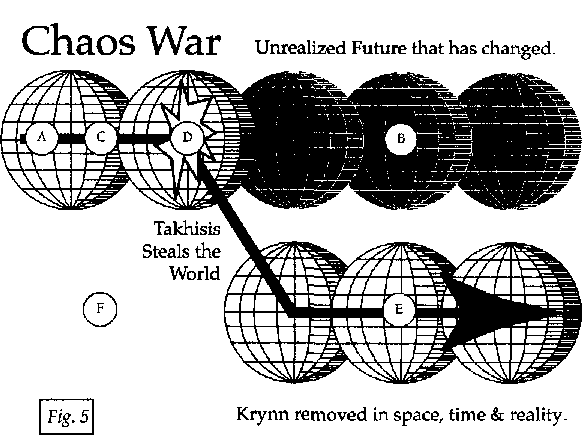 Chaos War
Unrealized Future that has changed.
A
C
D
B
Takhisis
Steals the
World
F
E
Fig. 5
Krynn removed in space, time & reality.